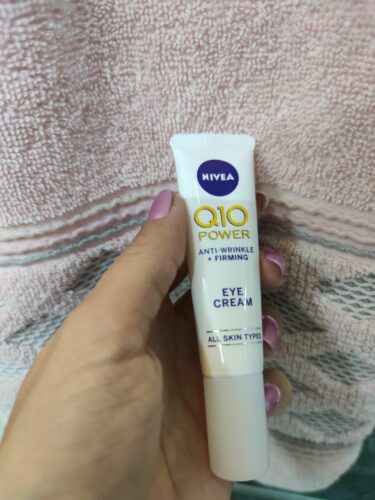 NIVEA
Q10
POWER
ANTI-WRINKLE
+ FIRMING
EYE
CREAM
ALL SKIN TYPES